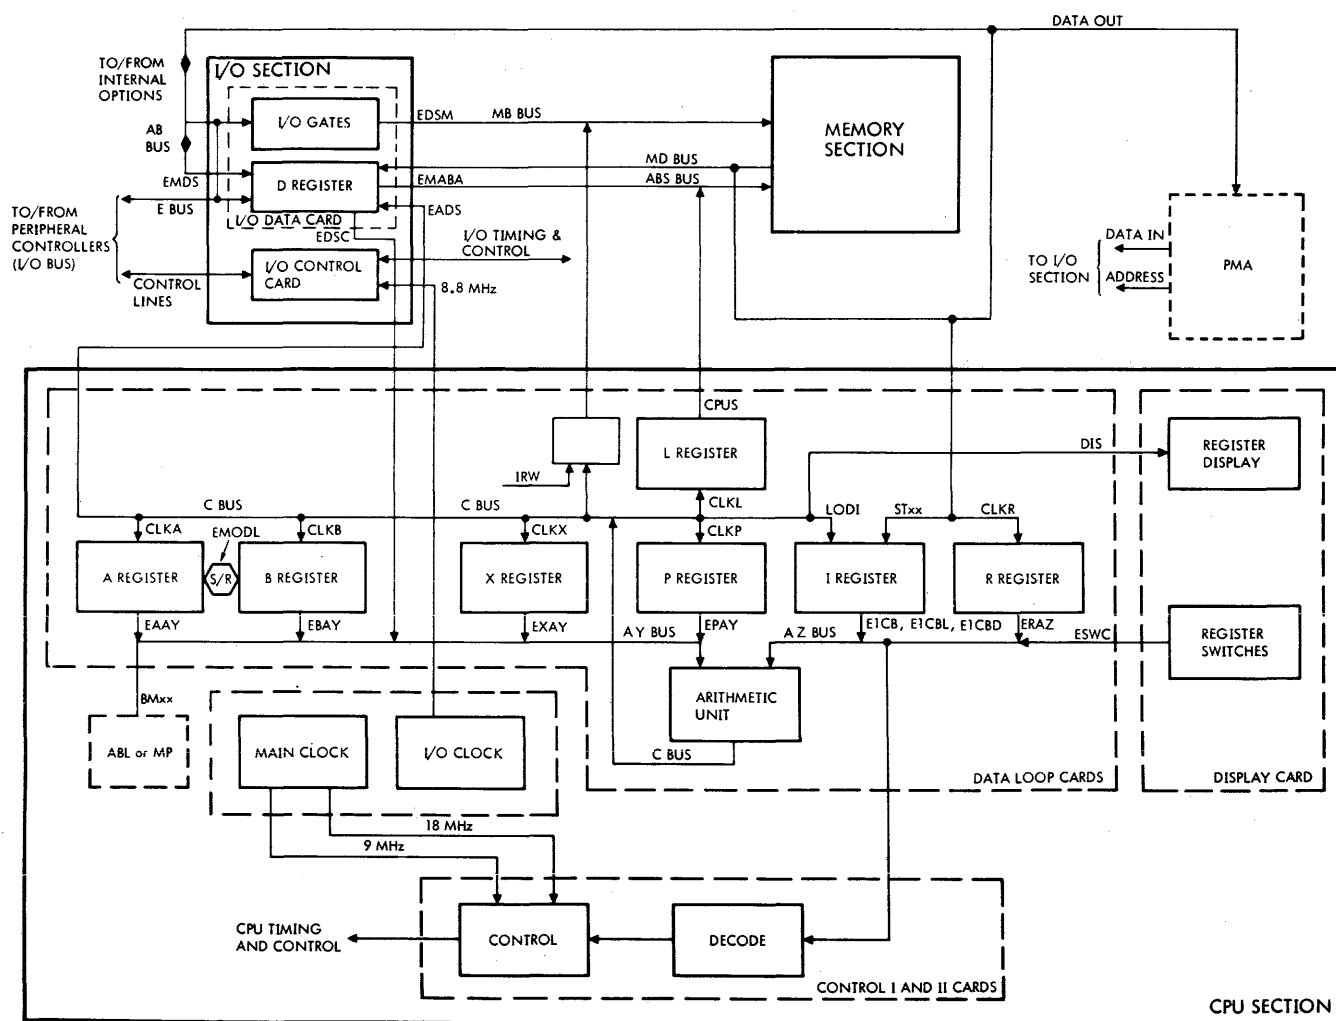 DATA OUT
TO/FROM
INTERNAL
OPTIONS
I/O SECTION
I/O GATES
EDSM
MB BUS
MEMORY
SECTION
AB
BUS
EMDS
D REGISTER
MD BUS
EMABA
ABS BUS
TO/FROM
PERIPHERAL
CONTROLLERS
(I/O BUS)
E BUS
I/O DATA CARD
EADS
EDSC
I/O TIMING &
CONTROL
I/O CONTROL
CARD
CONTROL
LINES
8.8 MHz
TO I/O
SECTION
DATA IN
ADDRESS
PMA
CPUS
L REGISTER
IRW
DIS
REGISTER
DISPLAY
C BUS
C BUS
CLKL
LODI
STxx
CLKR
CLKA
EMODL
CLKB
CLKX
CLKP
A REGISTER
S/R
B REGISTER
X REGISTER
P REGISTER
I REGISTER
R REGISTER
EAAY
EBAY
EXAY
AY BUS
EPAY
AZ BUS
E1CB, E1CBL, E1CBD
ERAZ
ESWC
REGISTER
SWITCHES
BMxx
ARITHMETIC
UNIT
ABL or MP
MAIN CLOCK
I/O CLOCK
C BUS
DATA LOOP CARDS
DISPLAY CARD
18 MHz
9 MHz
CPU TIMING
AND CONTROL
CONTROL
DECODE
CONTROL I AND II CARDS
CPU SECTION